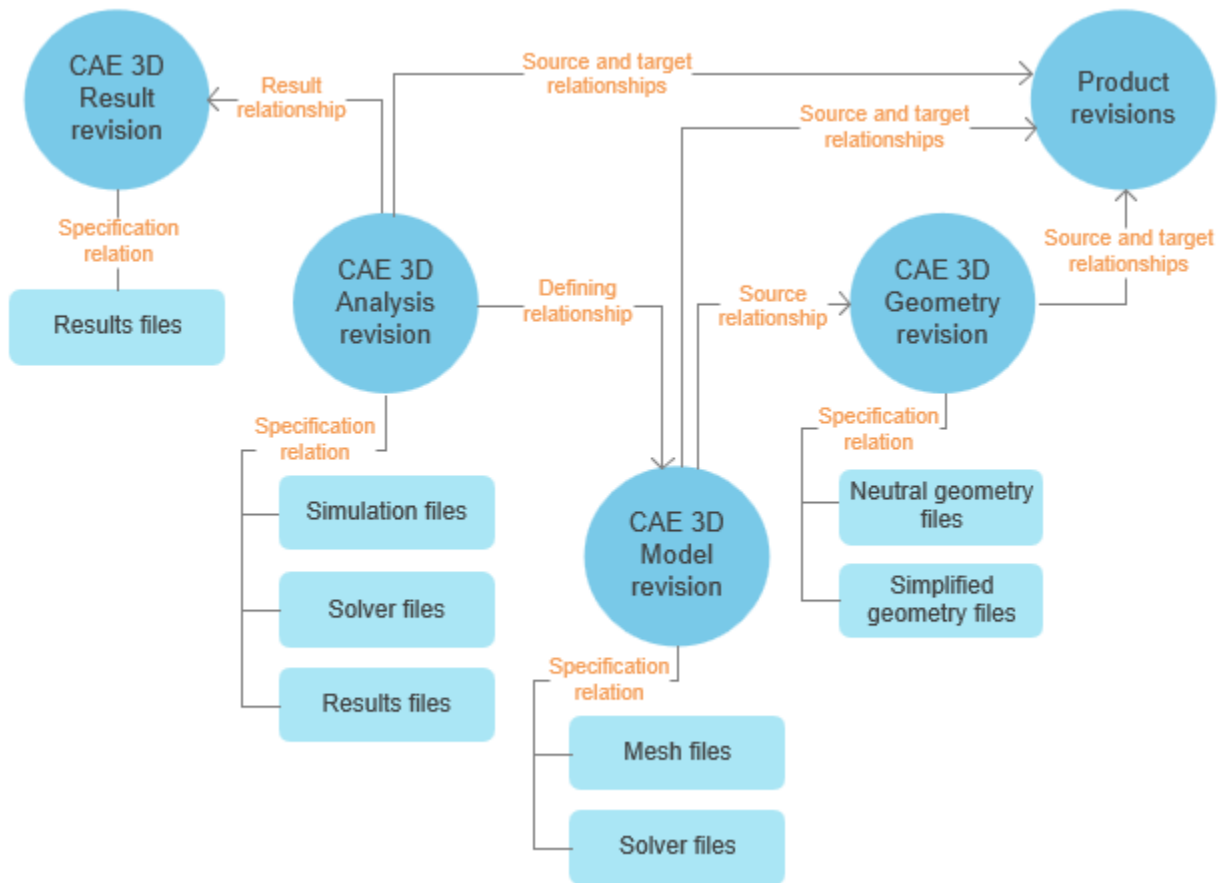 CAE 3D
Result
revision
Result
relationship
Source and target
relationships
Product
revisions
Source and target
relationships
Specification
relation
Results files
CAE 3D
Analysis
revision
Defining
relationship
Source
relationship
CAE 3D
Geometry
revision
Source and target
relationships
Specification
relation
Simulation files
Solver files
Results files
CAE 3D
Model
revision
Specification
relation
Neutral geometry
files
Simplified
geometry files
Specification
relation
Mesh files
Solver files